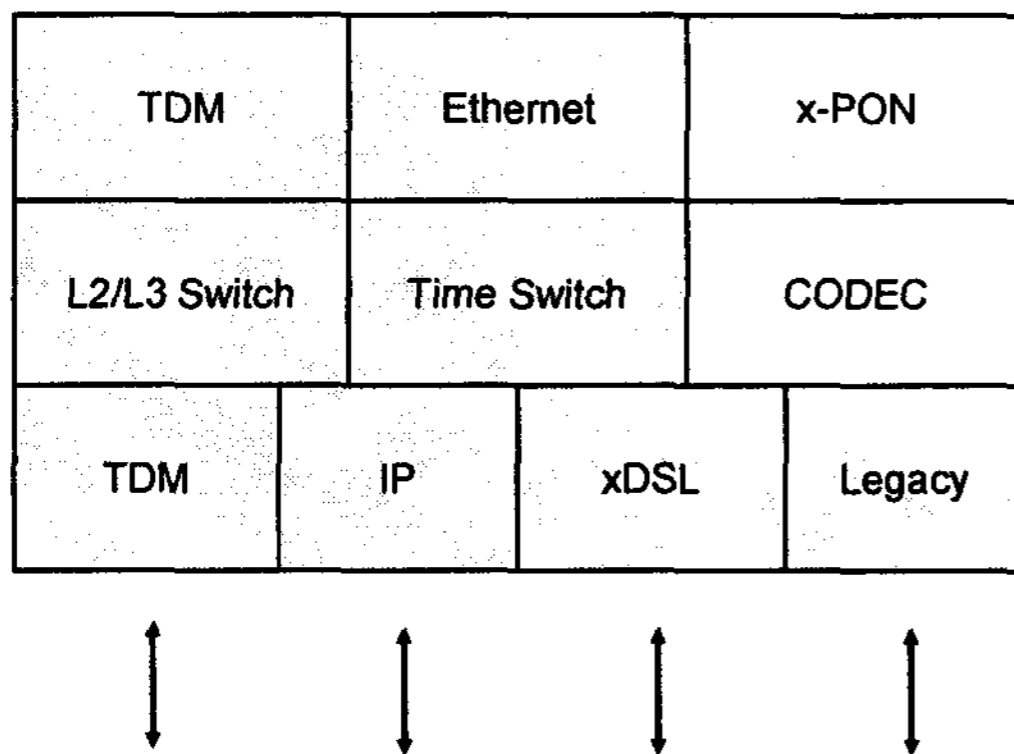 TDM Ethernet x-PON
L2/L3 Switch Time Switch CODEC
TDM IP xDSL Legacy